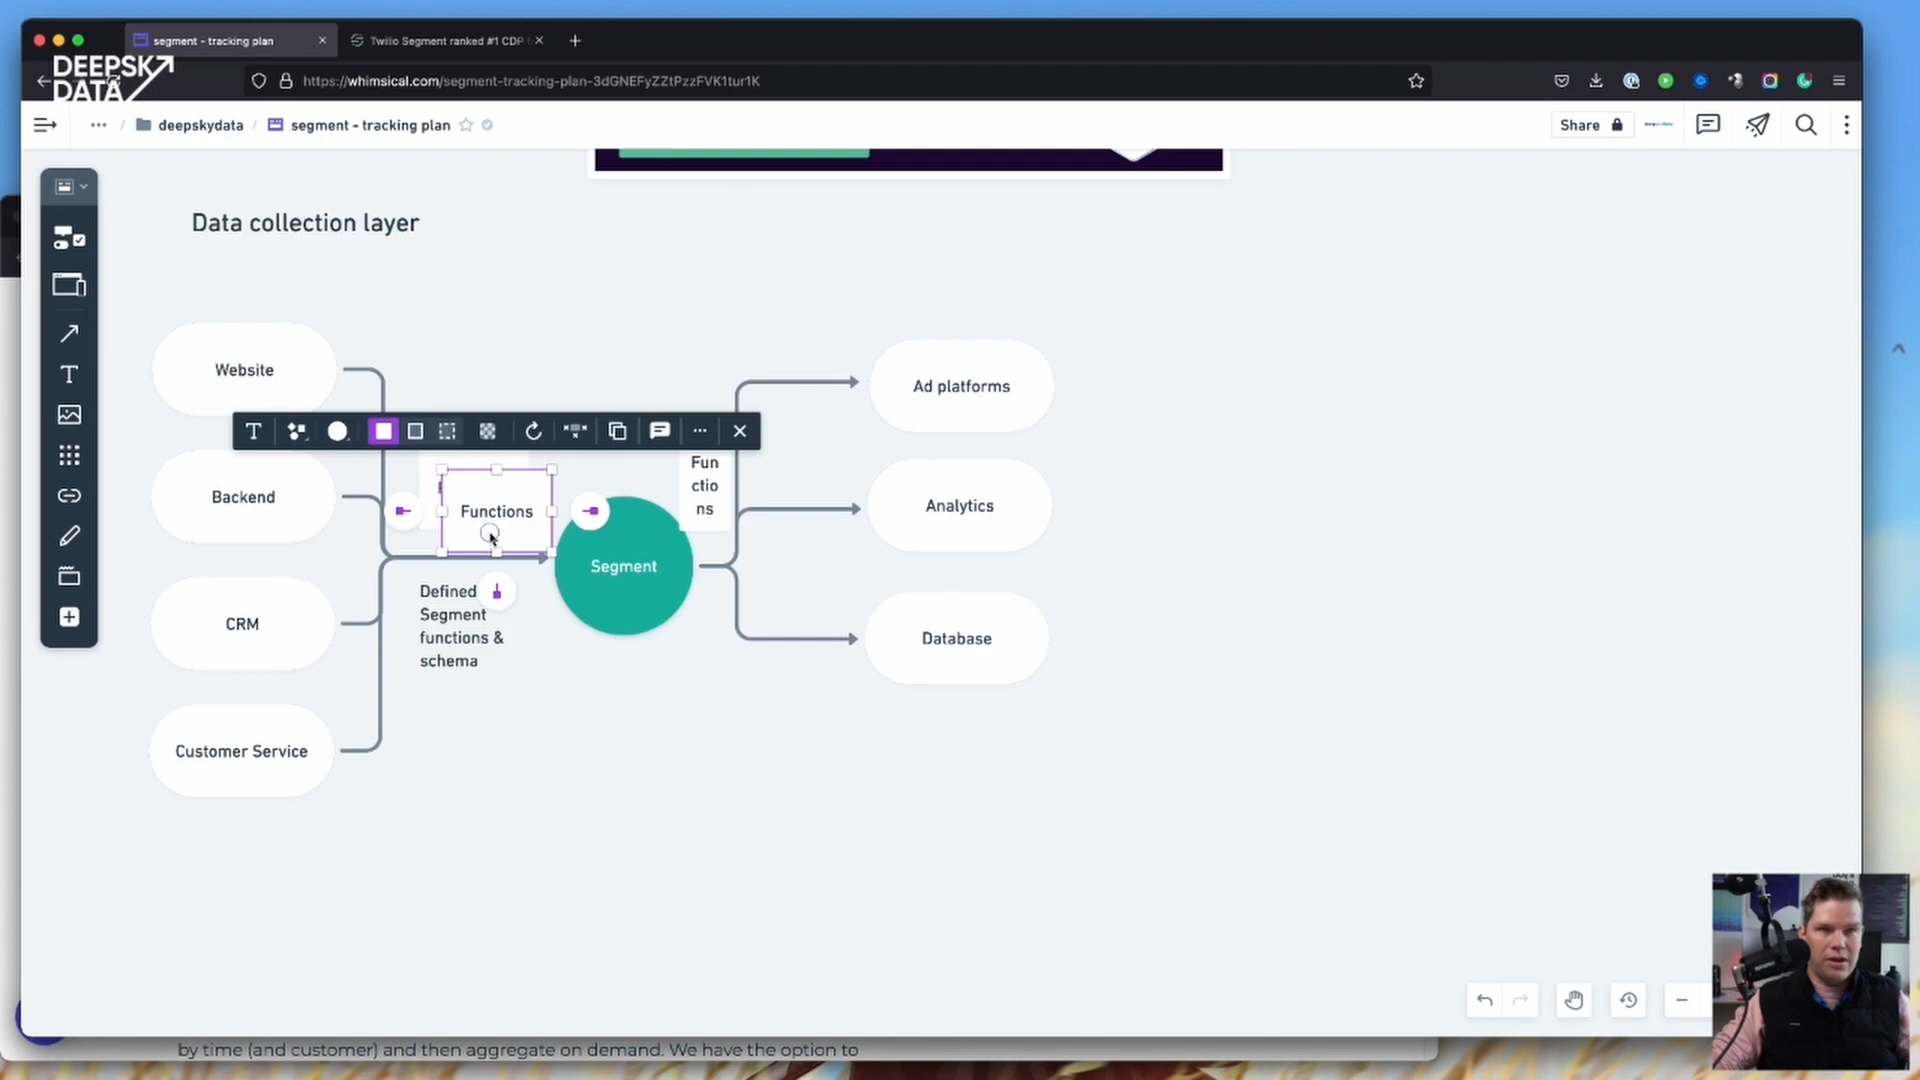 segment - tracking plan
Twilio Segment ranked #1 CDP
DEEPSK
DATA
https://whimsical.com/segment-tracking-plan-3dGNEFyZZtPzzFVK1tur1K
deepskydata
segment - tracking plan
Share
Data collection layer
Website
Ad platforms
Fun
ctio
ns
Backend
Functions
Analytics
Segment
Defined
Segment
functions &
schema
CRM
Database
Customer Service
by time (and customer) and then aggregate on demand. We have the option to